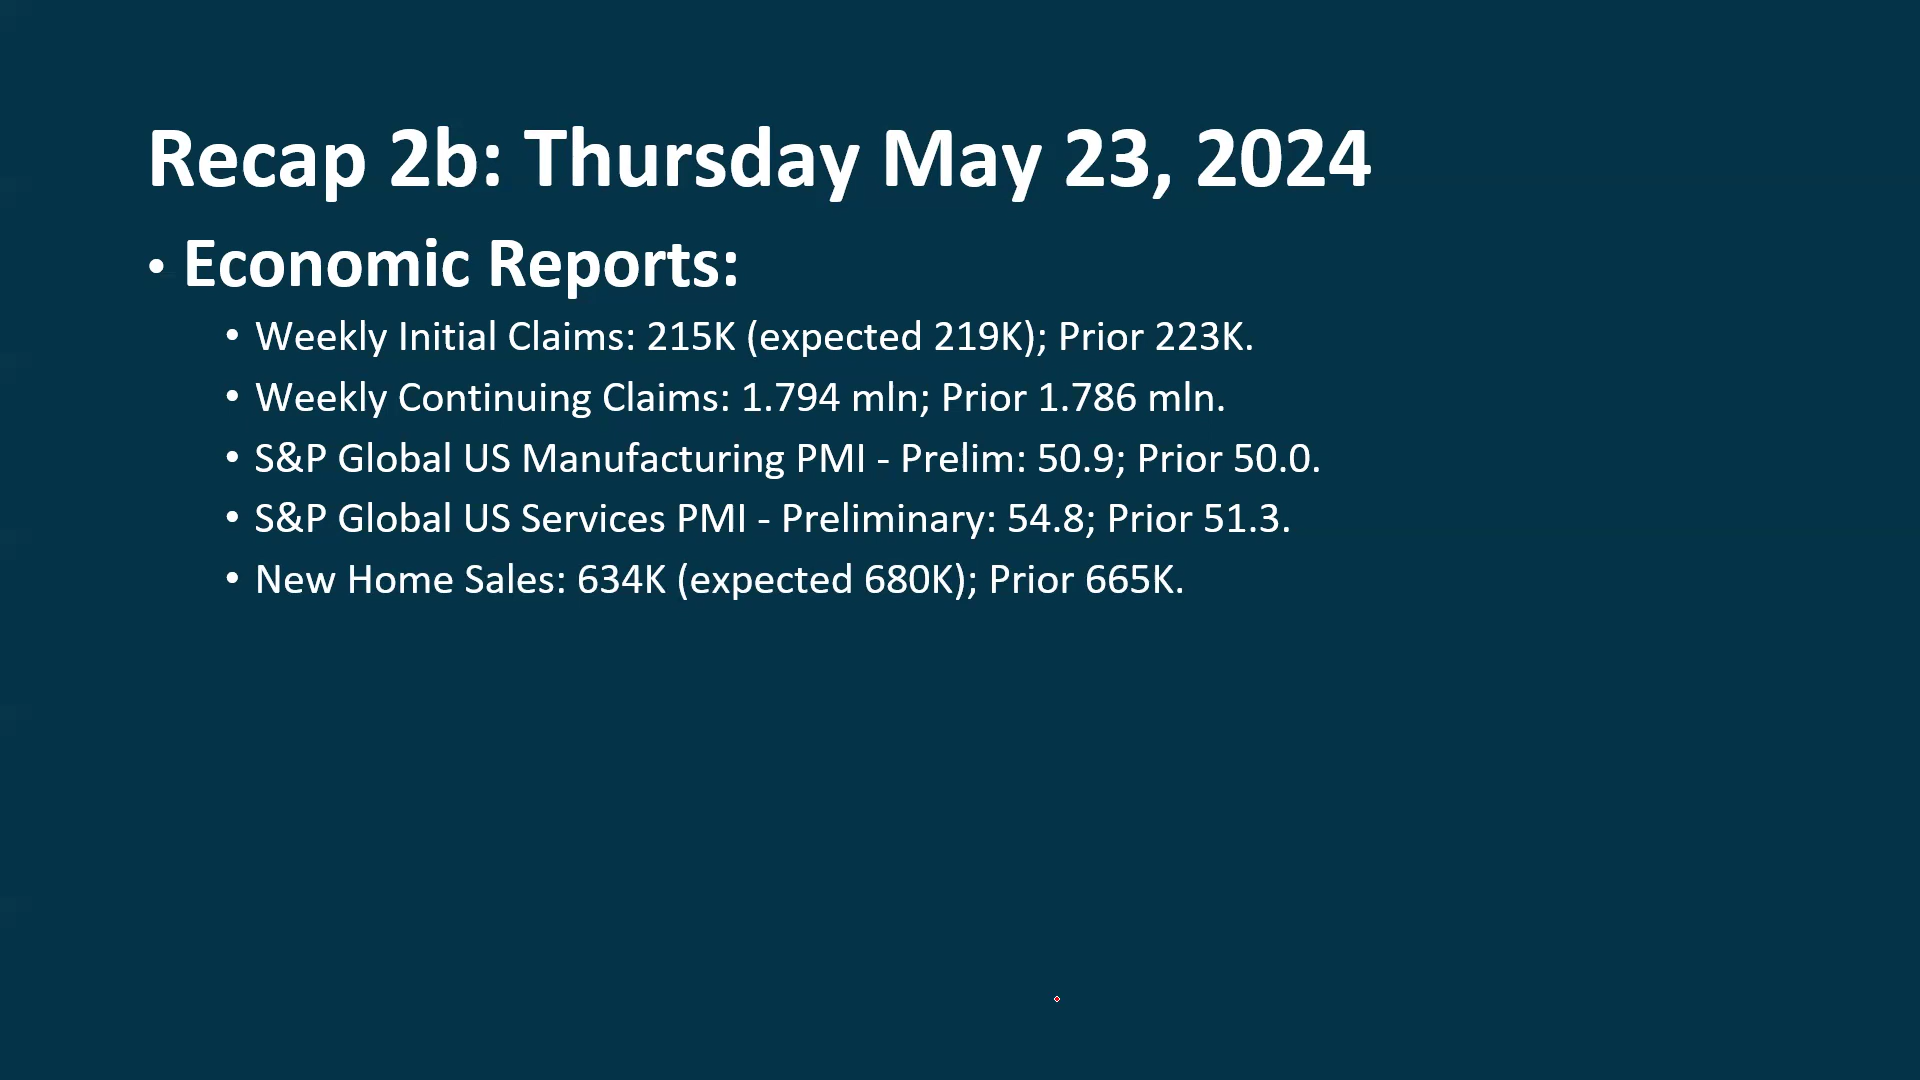 Recap 2b: Thursday May 23, 2024
• Economic Reports:
• Weekly Initial Claims: 215K (expected 219K); Prior 223K.
• Weekly Continuing Claims: 1.794 mln; Prior 1.786 mln.
• S&P Global US Manufacturing PMI - Prelim: 50.9; Prior 50.0.
• S&P Global US Services PMI - Preliminary: 54.8; Prior 51.3.
• New Home Sales: 634K (expected 680K); Prior 665K.